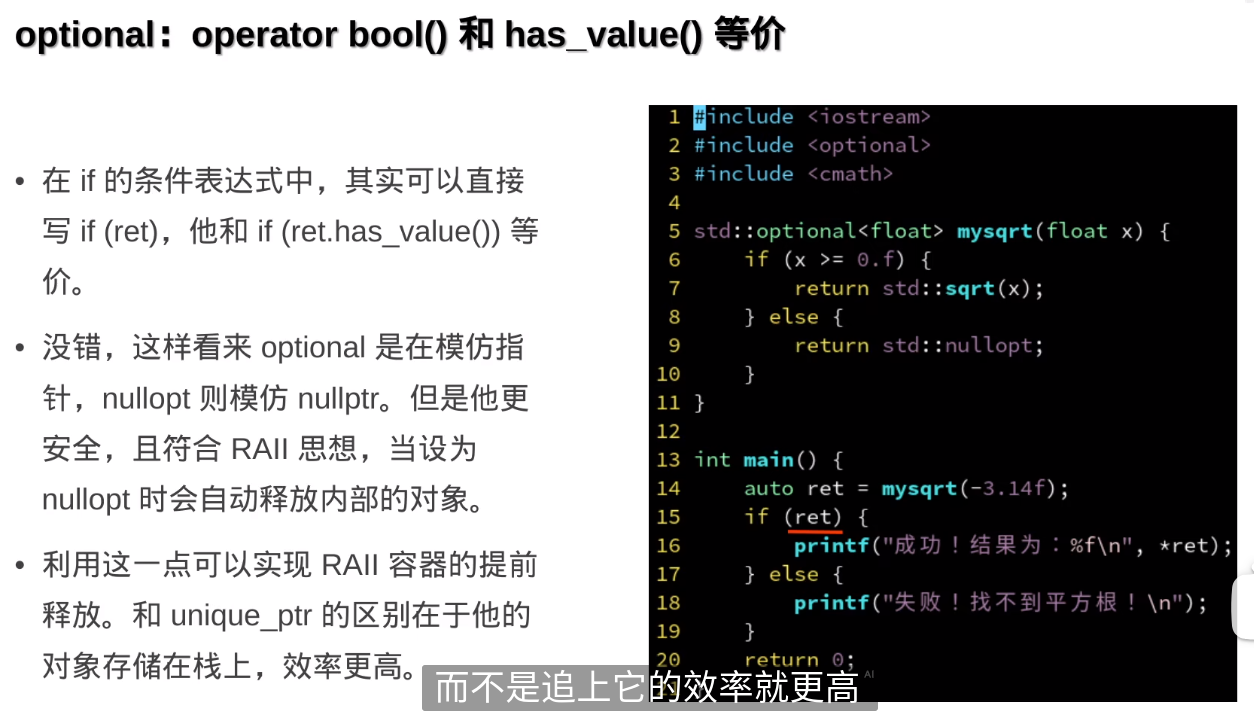 optional：operator bool() 和 has_value() 等价
• 在 if 的条件表达式中，其实可以直接
写 if (ret)，他和 if (ret.has_value()) 等
价。
• 没错，这样看来 optional 是在模仿指
针，nullopt 则模仿 nullptr。但是他更
安全，且符合 RAII 思想，当设为
nullopt 时会自动释放内部的对象。
• 利用这一点可以实现 RAII 容器的提前
释放。和 unique_ptr 的区别在于他的
对象存储在栈上，效率更高。
1 #include <iostream>
2 #include <optional>
3 #include <cmath>
4
5 std::optional<float> mysqrt(float x) {
6     if (x >= 0.f) {
7         return std::sqrt(x);
8     } else {
9         return std::nullopt;
10     }
11 }
12
13 int main() {
14     auto ret = mysqrt(-3.14f);
15     if (ret) {
16         printf("成功！结果为：%f\n", *ret);
17     } else {
18         printf("失败！找不到平方根！\n");
19     }
20     return 0;
21
而不是追上它的效率就更高
AI